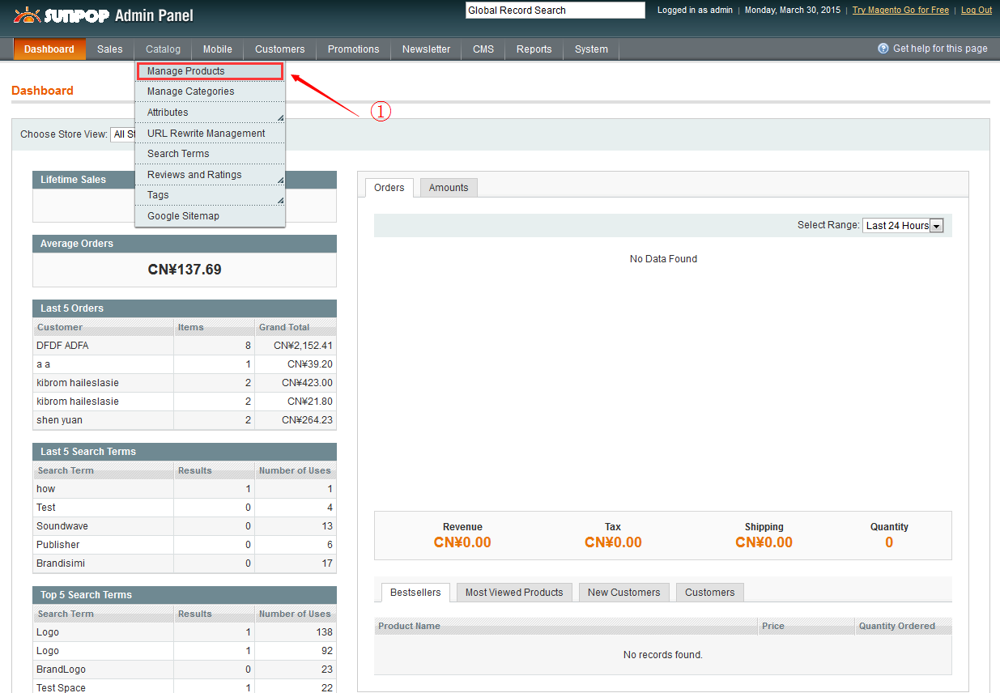 SUNPOP Admin Panel
Global Record Search
Logged in as admin | Monday, March 30, 2015 | Try Magento Go for Free | Log Out
Dashboard Sales Catalog Mobile Customers Promotions Newsletter CMS Reports System
Get help for this page
Manage Products
Manage Categories
Attributes
URL Rewrite Management
Search Terms
Reviews and Ratings
Tags
Google Sitemap
①
Dashboard
Choose Store View: All St
Lifetime Sales
Average Orders
CN¥137.69
Last 5 Orders
Customer Items Grand Total
DFDF ADFA 8 CN¥2,152.41
a a 1 CN¥39.20
kibrom haileslasie 2 CN¥423.00
kibrom haileslasie 2 CN¥21.80
shen yuan 2 CN¥264.23
Last 5 Search Terms
Search Term Results Number of Uses
how 1 1
Test 0 4
Soundwave 0 13
Publisher 0 6
Brandisimi 0 17
Top 5 Search Terms
Search Term Results Number of Uses
Logo 1 138
Logo 1 92
BrandLogo 0 23
Test Space 1 22
Orders Amounts
Select Range: Last 24 Hours
No Data Found
Revenue Tax Shipping Quantity
CN¥0.00 CN¥0.00 CN¥0.00 0
Bestsellers Most Viewed Products New Customers Customers
Product Name Price Quantity Ordered
No records found.